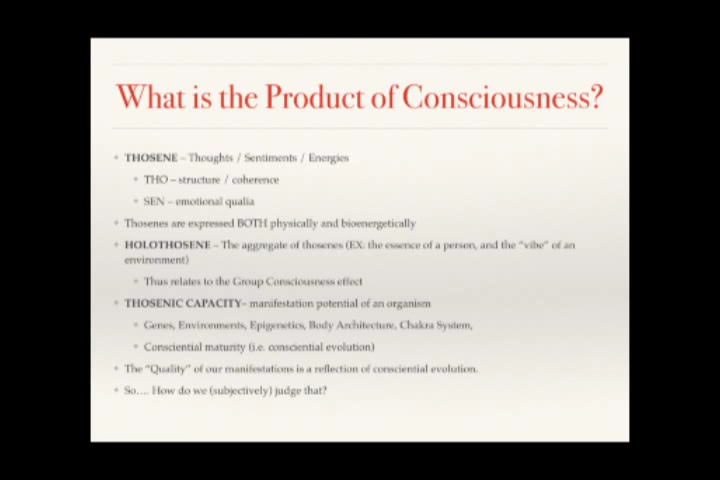 What is the Product of Consciousness?
THOSENE – Thoughts / Sentiments / Energies
THO – structure / coherence
SEN – emotional qualia
Thosenes are expressed BOTH physically and bioenergetically
HOLOTHOSENE – The aggregate of thosenes (EX: the essence of a person, and the "vibe" of an
environment)
Thus relates to the Group Consciousness effect
THOSENIC CAPACITY– manifestation potential of an organism
Genes, Environments, Epigenetics, Body Architecture, Chakra System,
Consciential maturity (i.e. consciential evolution)
The "Quality" of our manifestations is a reflection of consciential evolution.
So…. How do we (subjectively) judge that?